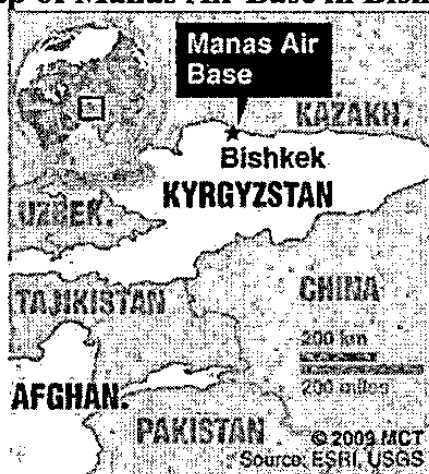 Manas Air
Base
KAZAKH.
Bishkek
KYRGYZSTAN
UZBEK.
TAJIKISTAN
CHINA
200 km
200 miles
AFGHAN.
PAKISTAN
© 2009 MCT
Source: ESRI, USGS